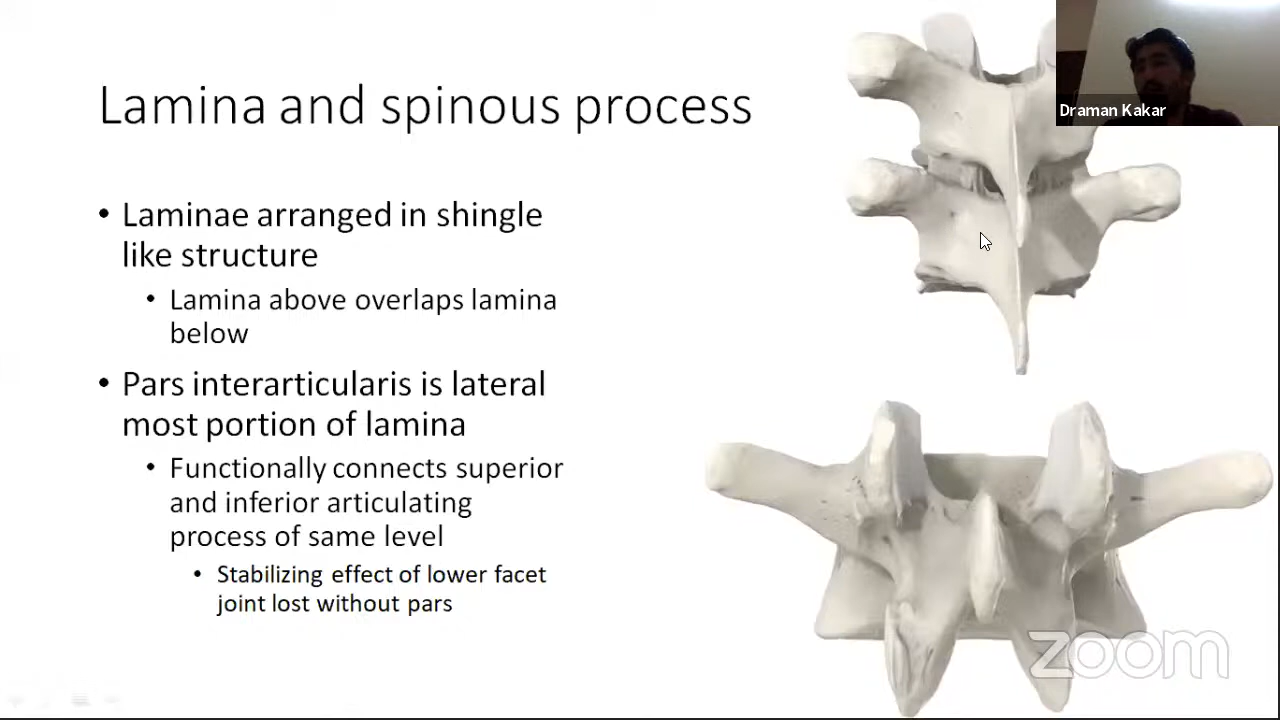 Lamina and spinous process
Draman Kakar
• Laminae arranged in shingle
like structure
• Lamina above overlaps lamina
below
• Pars interarticularis is lateral
most portion of lamina
• Functionally connects superior
and inferior articulating
process of same level
• Stabilizing effect of lower facet
joint lost without pars
zoom